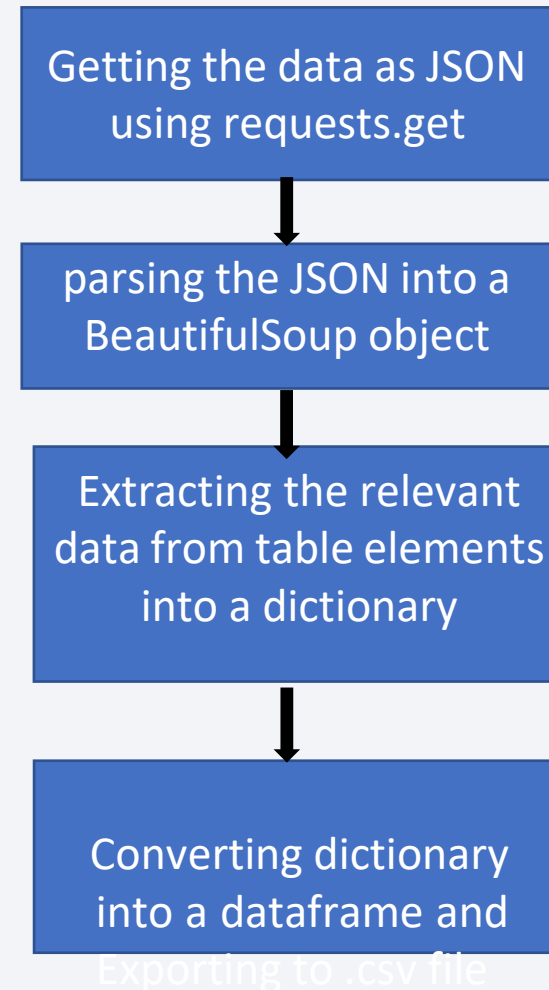 Getting the data as JSON
using requests.get
parsing the JSON into a
BeautifulSoup object
Extracting the relevant
data from table elements
into a dictionary
Converting dictionary
into a dataframe and
Exporting to .csv file